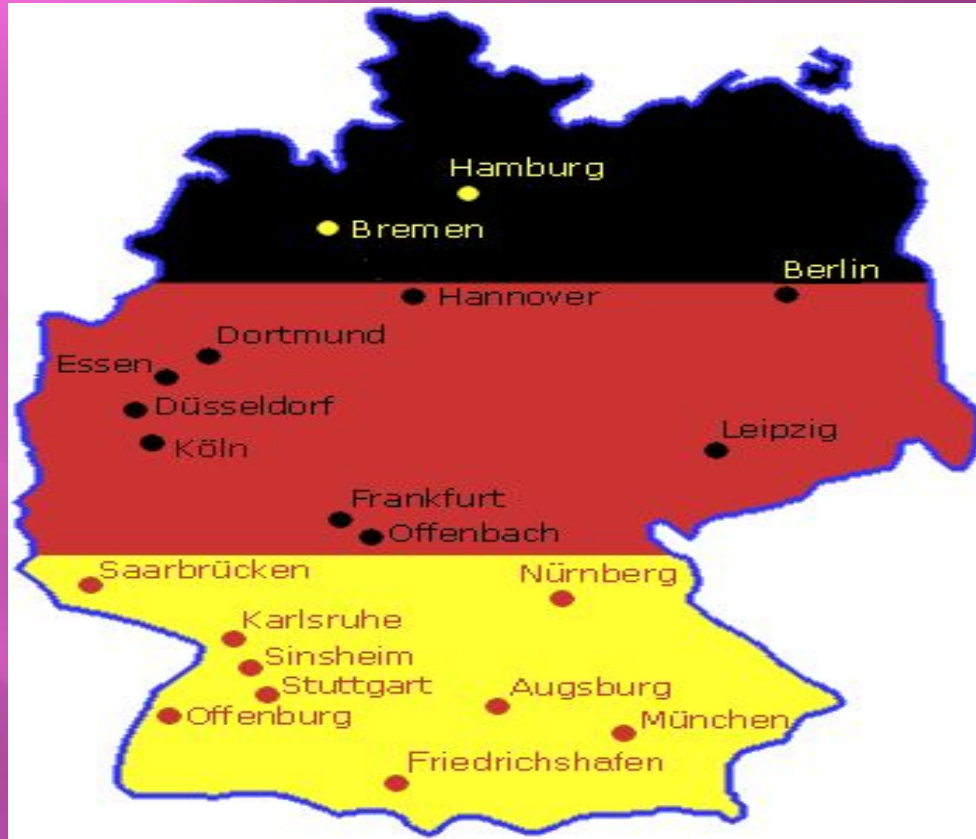 Hamburg
Bremen
Berlin
Hannover
Dortmund
Essen
Düsseldorf
Leipzig
Köln
Frankfurt
Offenbach
Saarbrücken
Nürnberg
Karlsruhe
Sinsheim
Stuttgart
Augsburg
Offenburg
München
Friedrichshafen